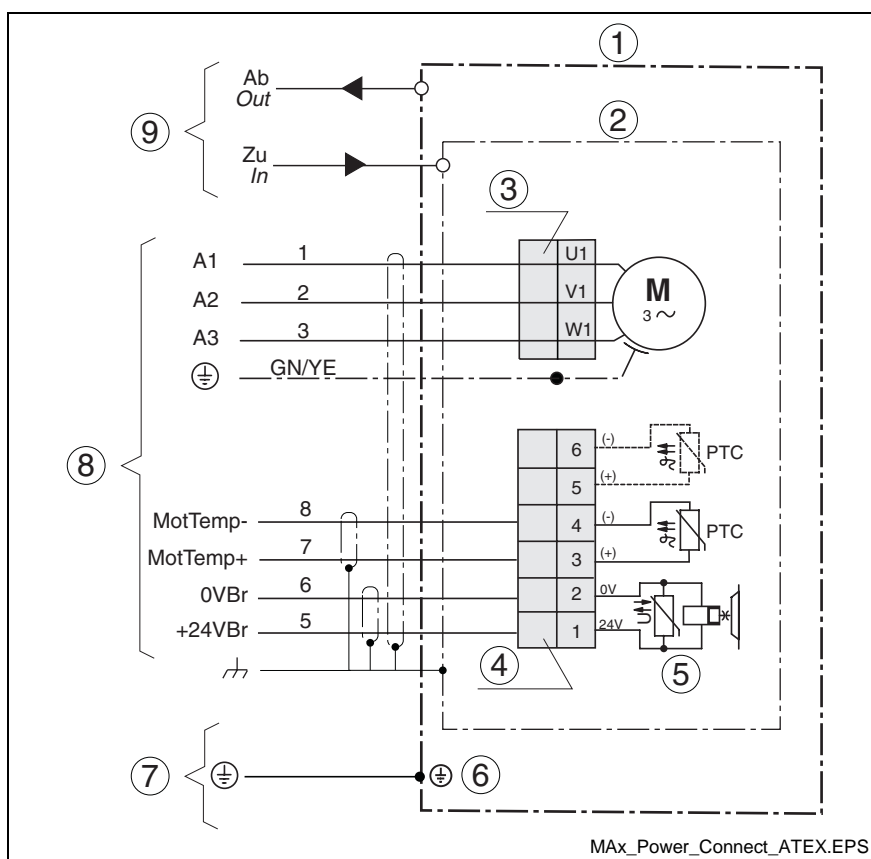 ①
Ab
Out
②
⑨
Zu
In
③
A1 1 U1
A2 2 V1 M
3 ~
A3 3 W1
GN/YE
⑧
6 (-) PTC
5 (+)
MotTemp- 8 4 (-) PTC
MotTemp+ 7 3 (+)
0VBr 6 2 0V
U
+24VBr 5 1 24V
④ ⑤
⑦ ⑥
MAx_Power_Connect_ATEX.EPS